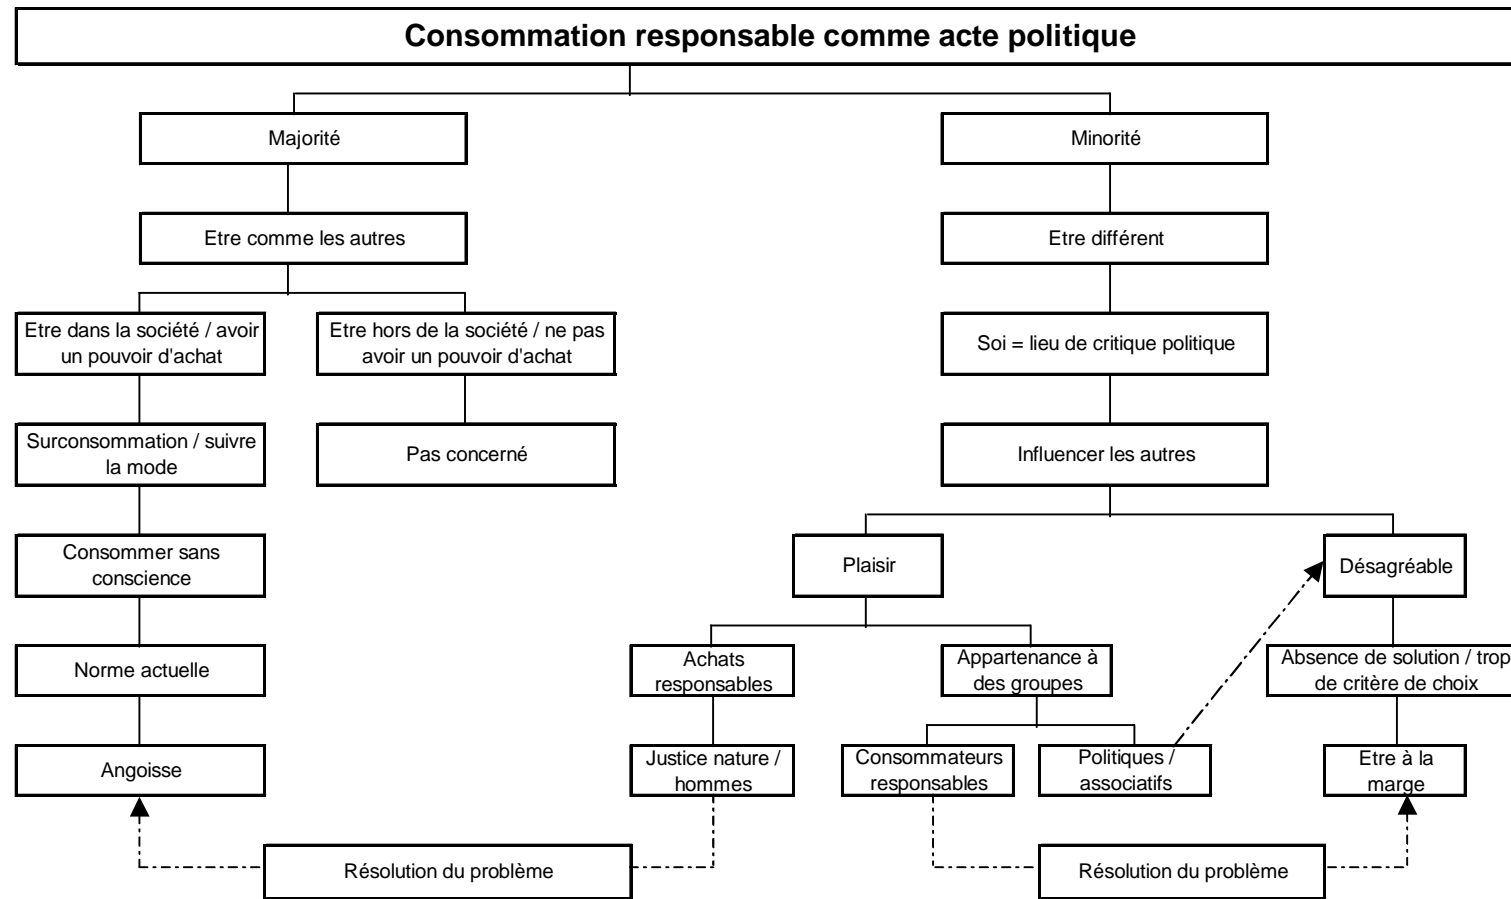 Consommation responsable comme acte politique
Majorité
Minorité
Etre comme les autres
Etre différent
Etre dans la société / avoir
un pouvoir d'achat
Etre hors de la société / ne pas
avoir un pouvoir d'achat
Soi = lieu de critique politique
Surconsommation / suivre
la mode
Pas concerné
Influencer les autres
Consommer sans
conscience
Plaisir
Désagréable
Norme actuelle
Achats
responsables
Appartenance à
des groupes
Absence de solution / trop
de critère de choix
Angoisse
Justice nature /
hommes
Consommateurs
responsables
Politiques /
associatifs
Etre à la
marge
Résolution du problème
Résolution du problème